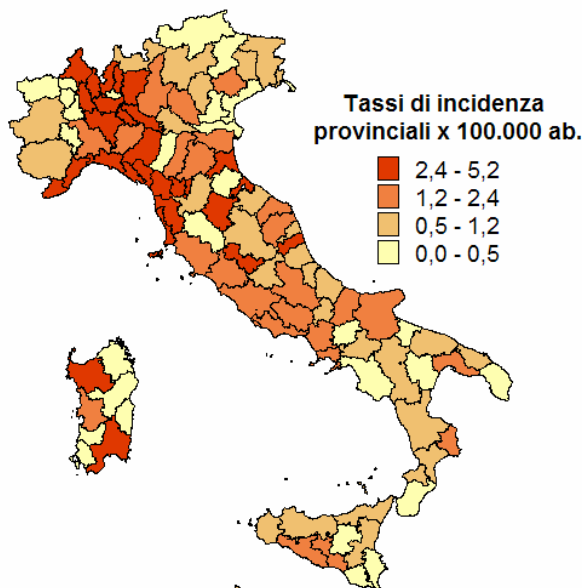 Tassi di incidenza
provinciali x 100.000 ab.
2,4 - 5,2
1,2 - 2,4
0,5 - 1,2
0,0 - 0,5